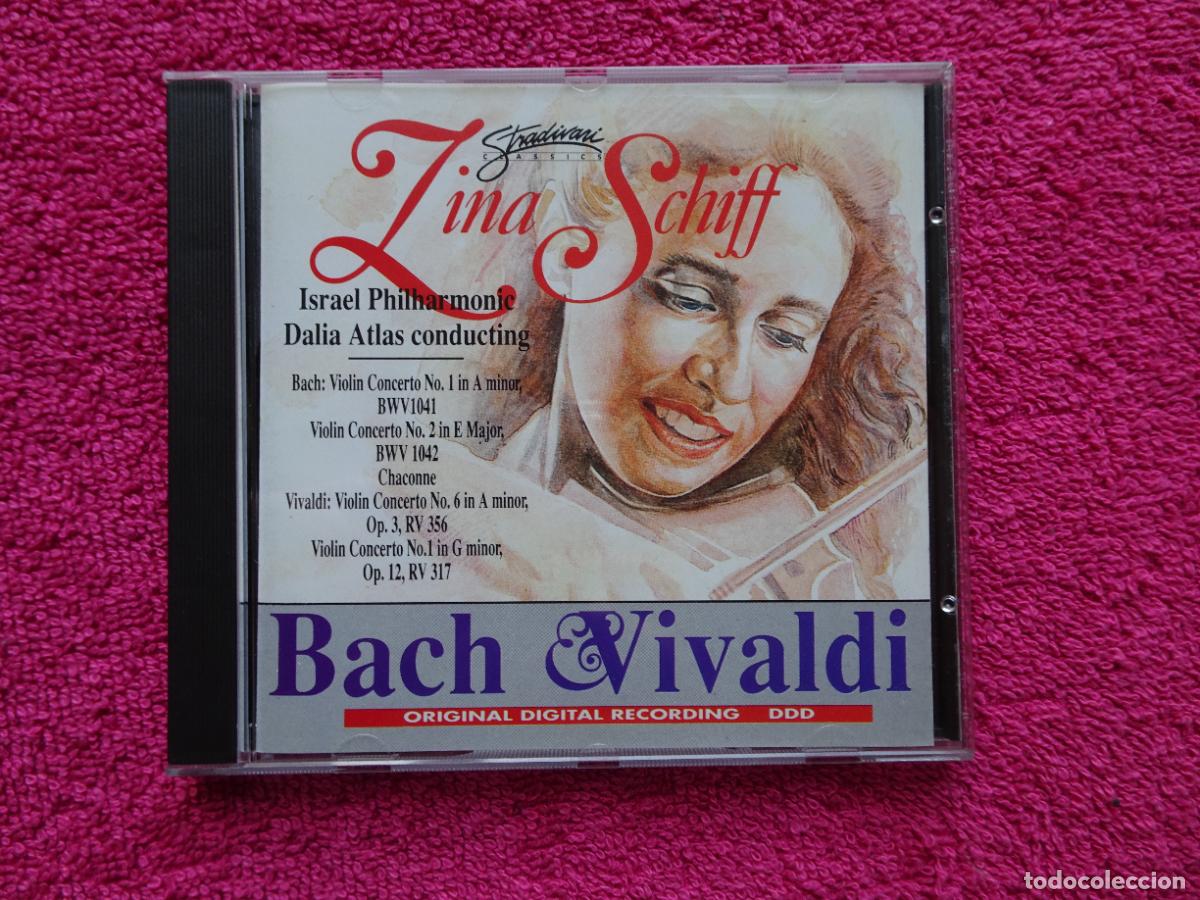 Stradivari
CLASSICS
Zina Schiff
Israel Philharmonic
Dalia Atlas conducting
Bach: Violin Concerto No. 1 in A minor,
BWV1041
Violin Concerto No. 2 in E Major,
BWV 1042
Chaconne
Vivaldi: Violin Concerto No. 6 in A minor,
Op. 3, RV 356
Violin Concerto No.1 in G minor,
Op. 12, RV 317
Bach & Vivaldi
ORIGINAL DIGITAL RECORDING DDD
todocoleccion